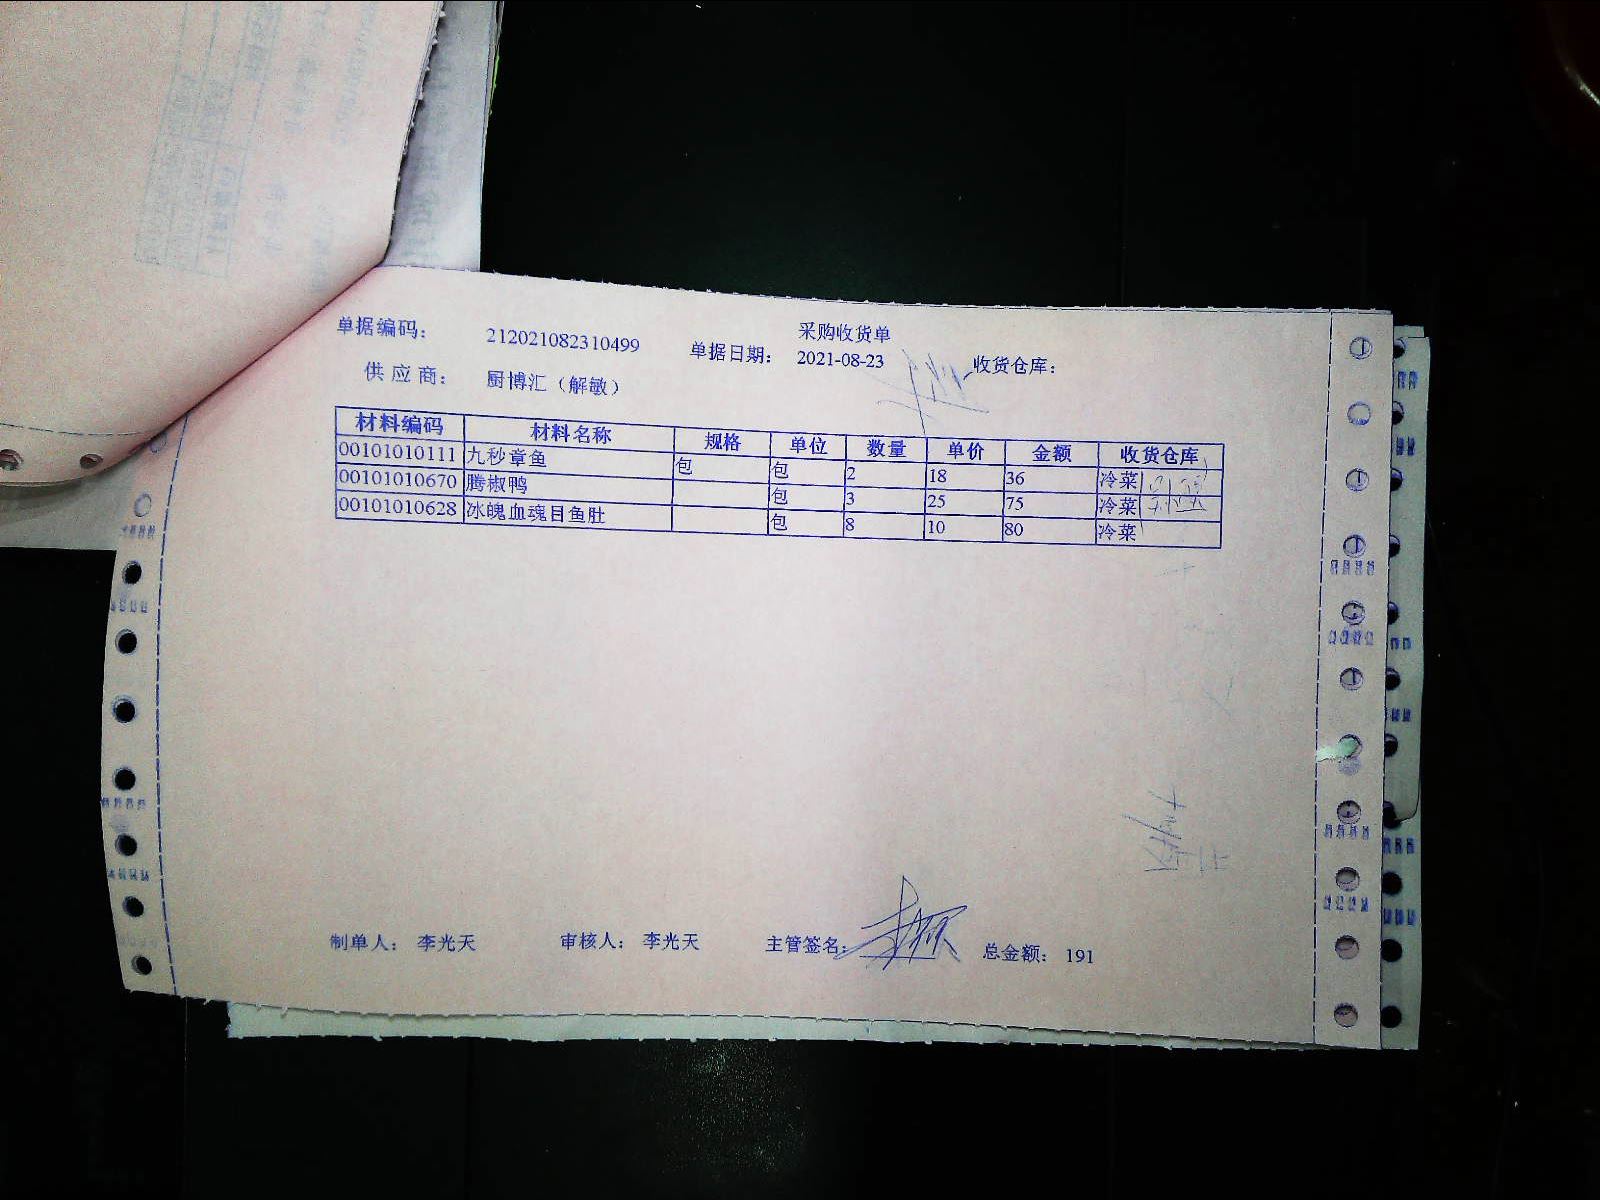 采购收货单
单据编码： 212021082310499 单据日期： 2021-08-23 收货仓库：
供应商： 厨博汇（解敏）
材料编码 材料名称 规格 单位 数量 单价 金额 收货仓库
00101010111 九秒章鱼 包 包 2 18 36 冷菜
00101010670 腾椒鸭 包 3 25 75 冷菜
00101010628 冰魄血魂目鱼肚 包 8 10 80 冷菜
制单人： 李光天 审核人： 李光天 主管签名： 总金额： 191